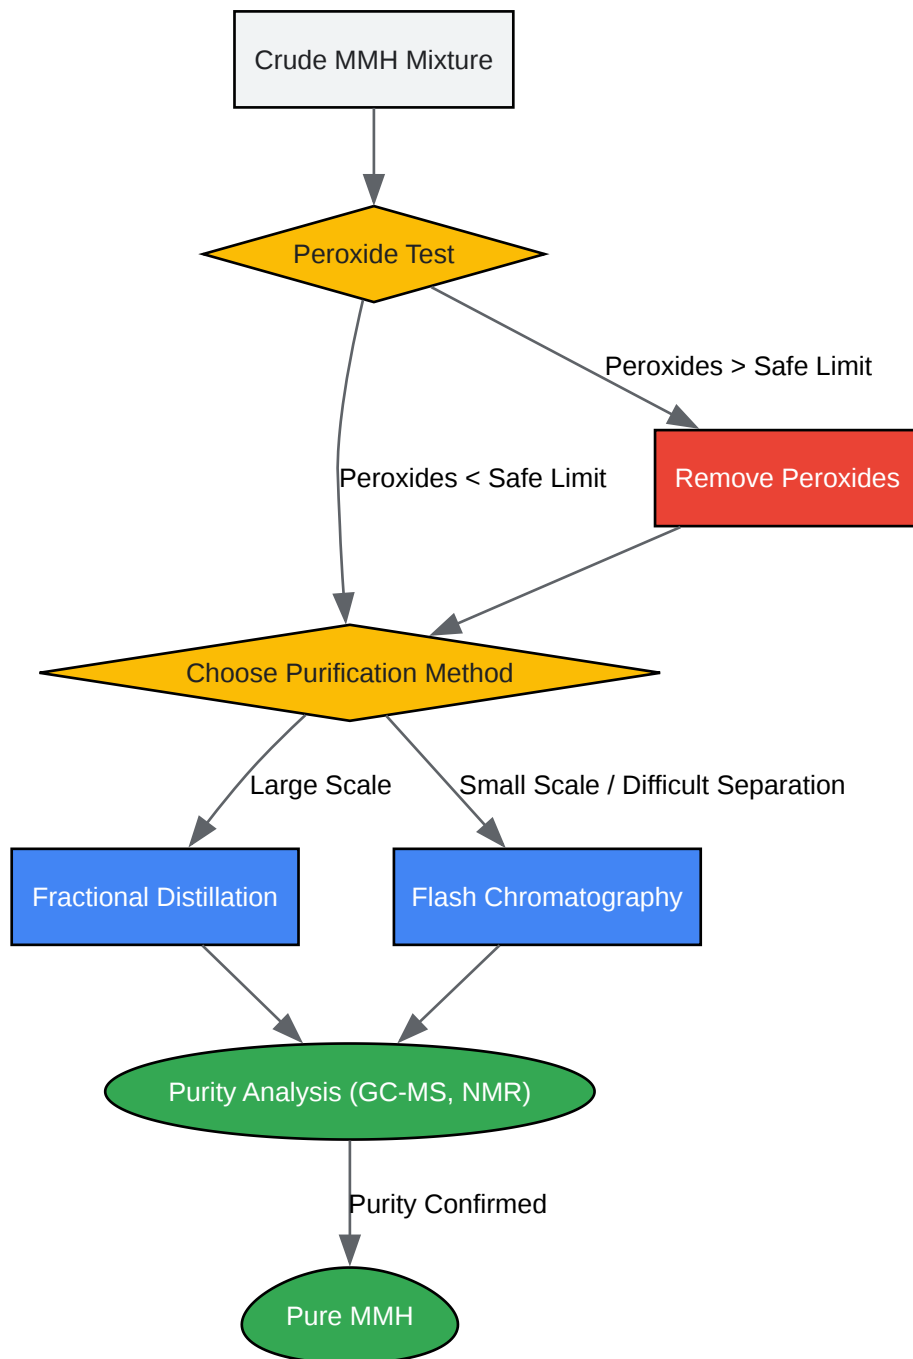 Crude MMH Mixture
Peroxide Test
Peroxides > Safe Limit
Peroxides < Safe Limit
Remove Peroxides
Choose Purification Method
Large Scale
Small Scale / Difficult Separation
Fractional Distillation
Flash Chromatography
Purity Analysis (GC-MS, NMR)
Purity Confirmed
Pure MMH